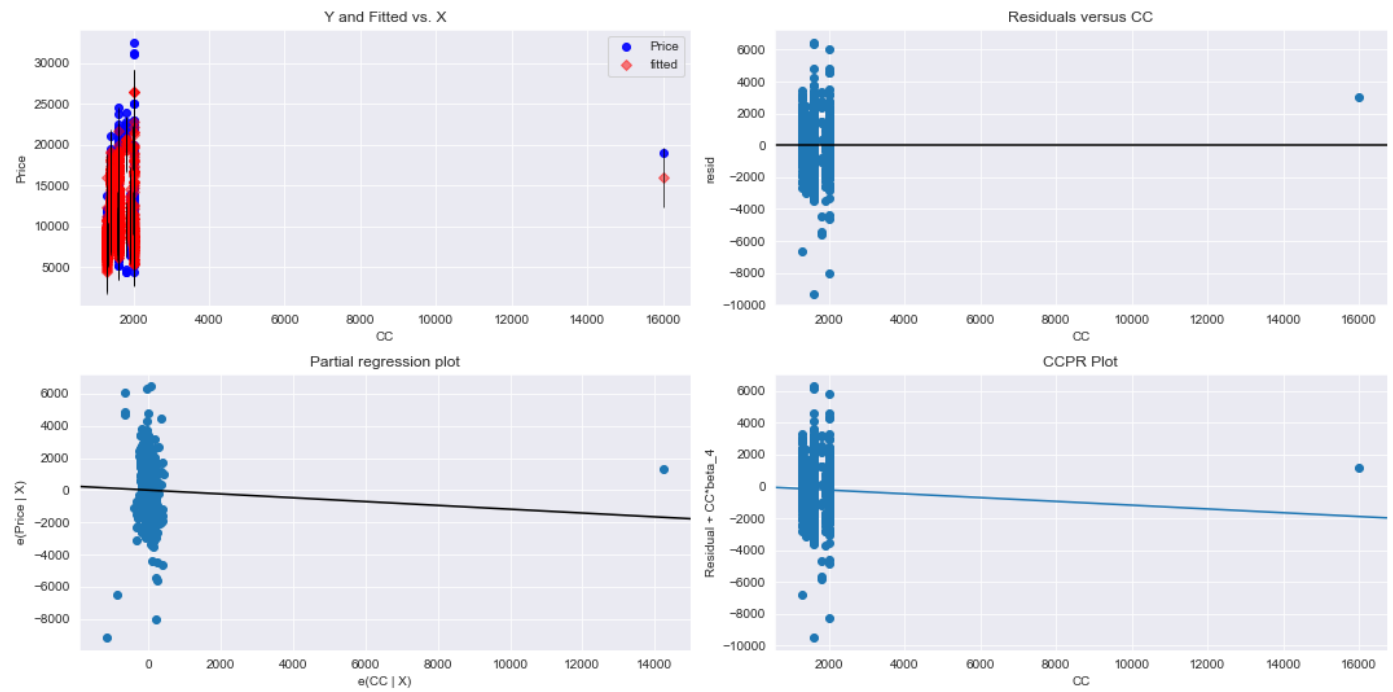 Y and Fitted vs. X
Price
fitted
30000
25000
20000
15000
10000
5000
Price
2000 4000 6000 8000 10000 12000 14000 16000
CC
Residuals versus CC
6000
4000
2000
0
−2000
−4000
−6000
−8000
−10000
resid
2000 4000 6000 8000 10000 12000 14000 16000
CC
Partial regression plot
6000
4000
2000
0
−2000
−4000
−6000
−8000
e(Price | X)
0 2000 4000 6000 8000 10000 12000 14000
e(CC | X)
CCPR Plot
6000
4000
2000
0
−2000
−4000
−6000
−8000
−10000
Residual + CC*beta_4
2000 4000 6000 8000 10000 12000 14000 16000
CC